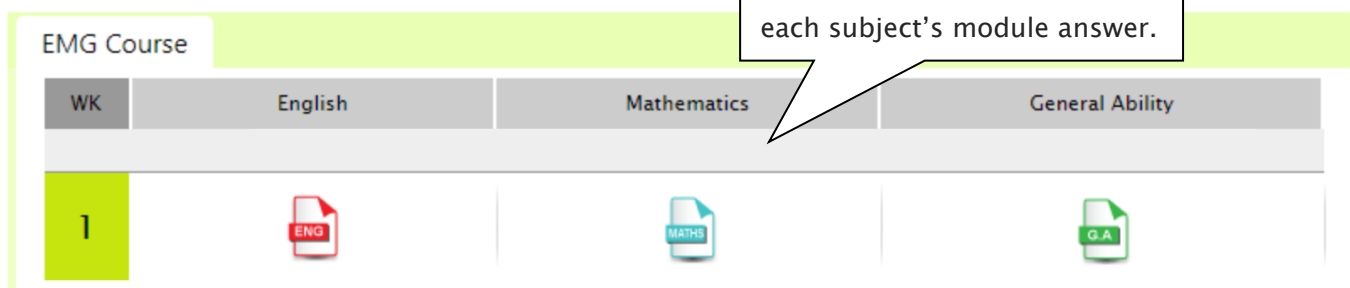 each subject's module answer.
EMG Course
WK English Mathematics General Ability
1 ENG MATHS G.A